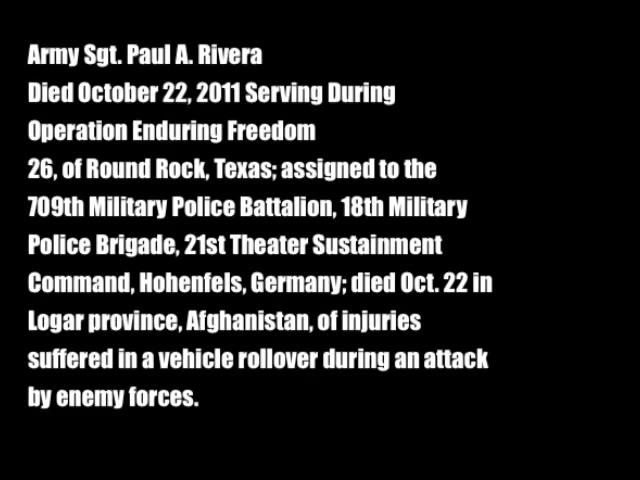 Army Sgt. Paul A. Rivera
Died October 22, 2011 Serving During
Operation Enduring Freedom
26, of Round Rock, Texas; assigned to the
709th Military Police Battalion, 18th Military
Police Brigade, 21st Theater Sustainment
Command, Hohenfels, Germany; died Oct. 22 in
Logar province, Afghanistan, of injuries
suffered in a vehicle rollover during an attack
by enemy forces.